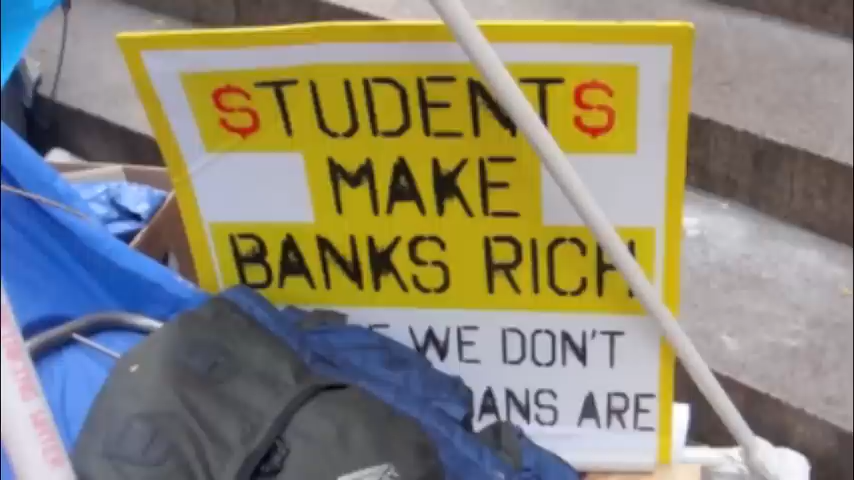 $TUDENT$
MAKE
BANKS RICH
WE DON'T
ARE